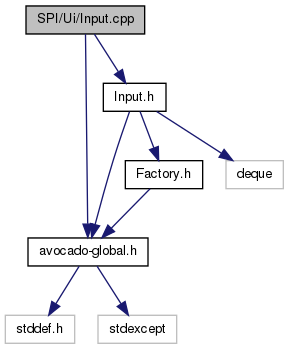 SPI/Ui/Input.cpp
Input.h
Factory.h
deque
avocado-global.h
stddef.h
stdexcept